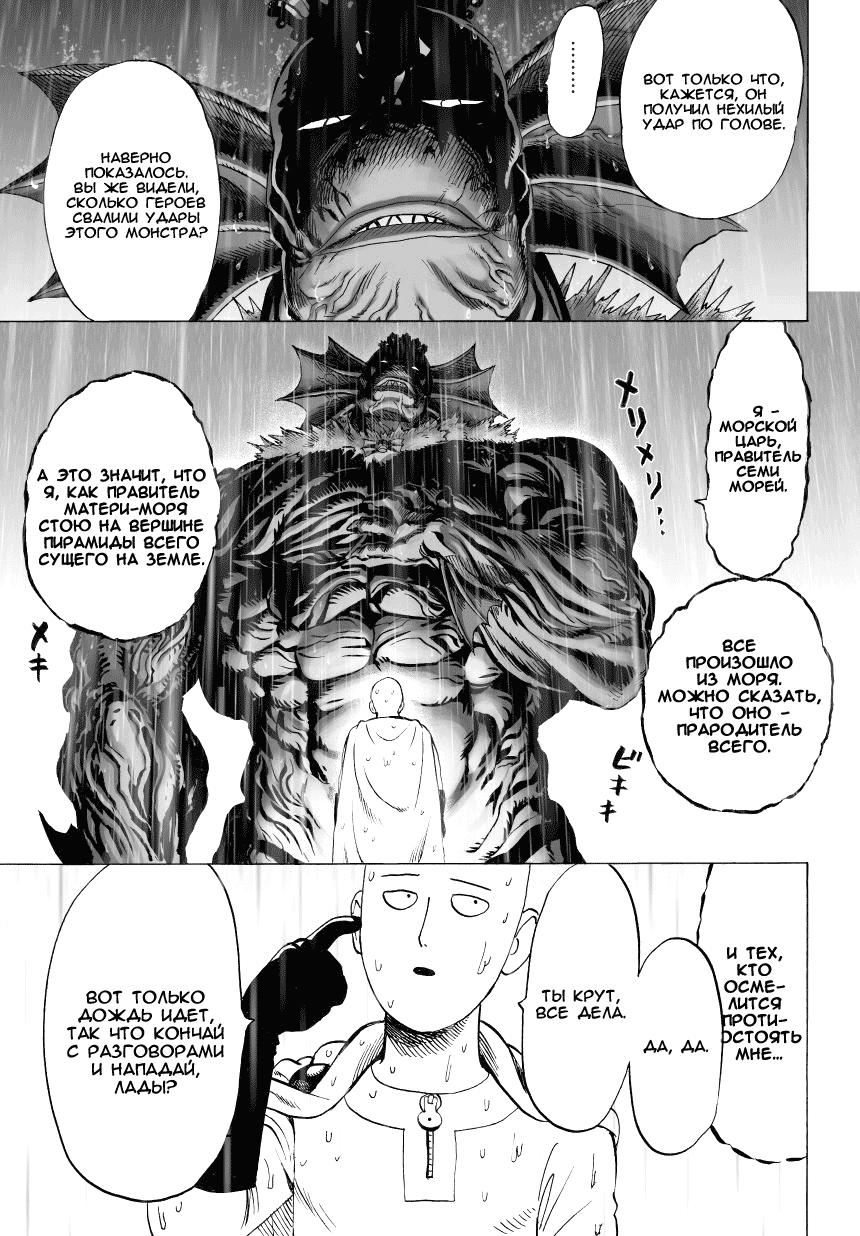 ВОТ ТОЛЬКО ЧТО,
КАЖЕТСЯ, ОН
ПОЛУЧИЛ НЕХИЛЫЙ
УДАР ПО ГОЛОВЕ.
.........
НАВЕРНО
ПОКАЗАЛОСЬ.
ВЫ ЖЕ ВИДЕЛИ,
СКОЛЬКО ГЕРОЕВ
СВАЛИЛИ УДАРЫ
ЭТОГО МОНСТРА?
Я -
МОРСКОЙ
ЦАРЬ,
ПРАВИТЕЛЬ
СЕМИ
МОРЕЙ.
メリメリ...
ВСЕ
ПРОИЗОШЛО
ИЗ МОРЯ.
МОЖНО СКАЗАТЬ,
ЧТО ОНО -
ПРАРОДИТЕЛЬ
ВСЕГО.
ビキキ
А ЭТО ЗНАЧИТ, ЧТО
Я, КАК ПРАВИТЕЛЬ
МАТЕРИ-МОРЯ
СТОЮ НА ВЕРШИНЕ
ПИРАМИДЫ ВСЕГО
СУЩЕГО НА ЗЕМЛЕ.
メキ
И ТЕХ,
КТО
ОСМЕ-
ЛИТСЯ
ПРОТИ-
ОСТОЯТЬ
МНЕ...
ДА, ДА.
ТЫ КРУТ,
ВСЕ ДЕЛА.
ВОТ ТОЛЬКО
ДОЖДЬ ИДЕТ,
ТАК ЧТО КОНЧАЙ
С РАЗГОВОРАМИ
И НАПАДАЙ,
ЛАДЫ?